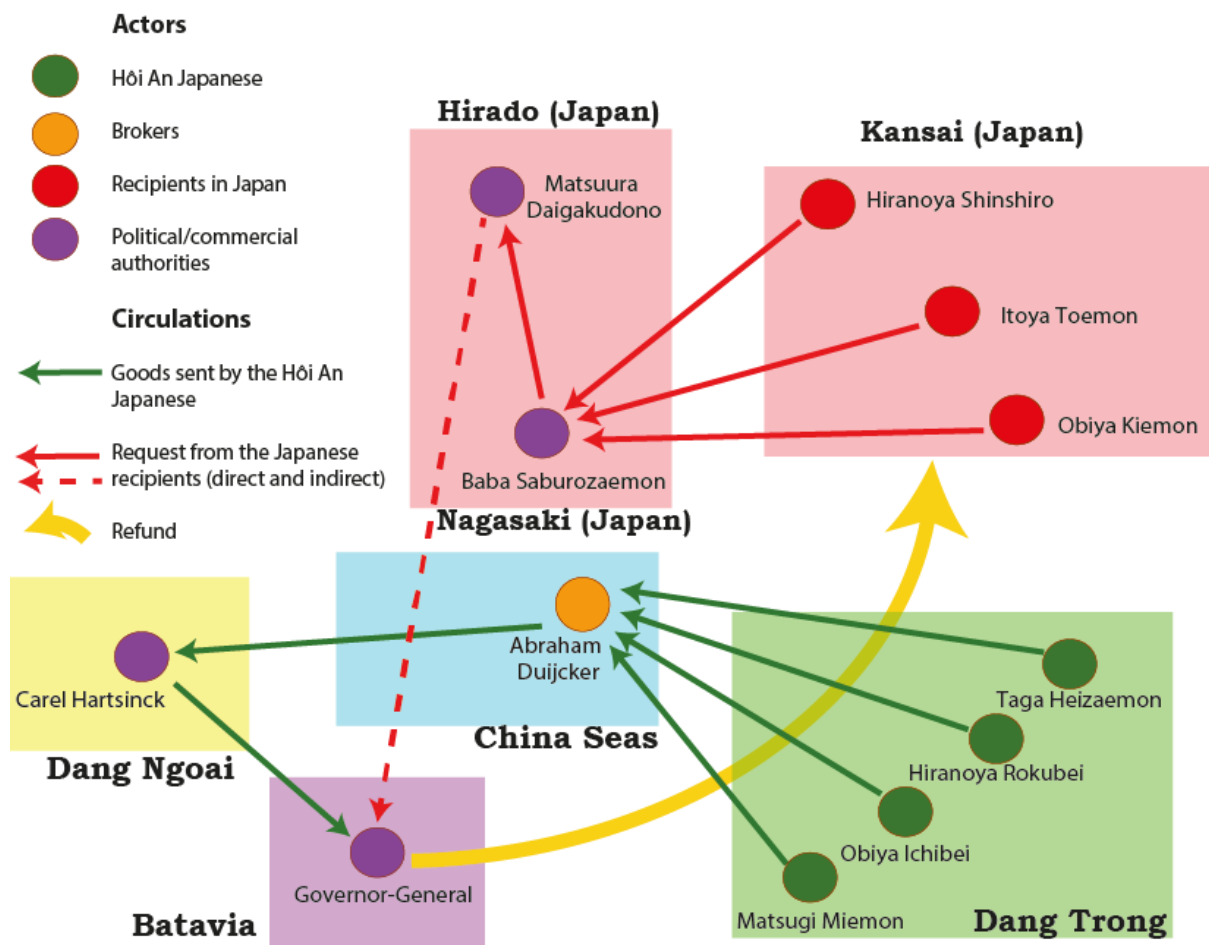 Actors
Hôi An Japanese
Brokers
Recipients in Japan
Political/commercial
authorities
Circulations
Goods sent by the Hôi An
Japanese
Request from the Japanese
recipients (direct and indirect)
Refund
Hirado (Japan)
Matsuura
Daigakudono
Baba Saburozaemon
Nagasaki (Japan)
Kansai (Japan)
Hiranoya Shinshiro
Itoya Toemon
Obiya Kiemon
Abraham
Duijcker
China Seas
Carel Hartsinck
Dang Ngoai
Governor-General
Batavia
Taga Heizaemon
Hiranoya Rokubei
Obiya Ichibei
Matsugi Miemon
Dang Trong